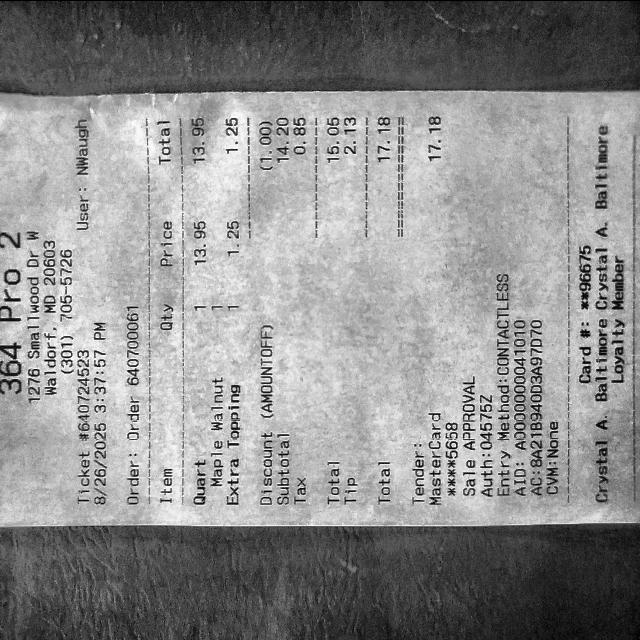 364 Pro 2
1276 Smallwood Dr W
Waldorf, MD 20603
(301) 705-5726
Ticket #640724523 User: NWaugh
8/26/2025 3:37:57 PM
Order: Order 640700061
Item Qty Price Total
Quart 1 13.95 13.95
Maple Walnut 1
Extra Topping 1 1.25 1.25
Discount (AMOUNTOFF) (1.00)
Subtotal 14.20
Tax 0.85
Total 15.05
Tip 2.13
Total 17.18
Tender:
MasterCard 17.18
****5658
Sale APPROVAL
Auth:04575Z
Entry Method:CONTACTLESS
AID: A0000000041010
AC:8A21B940D3A97D70
CVM:None
Card #: **96675
Crystal A. Baltimore Crystal A. Baltimore
Loyalty Member